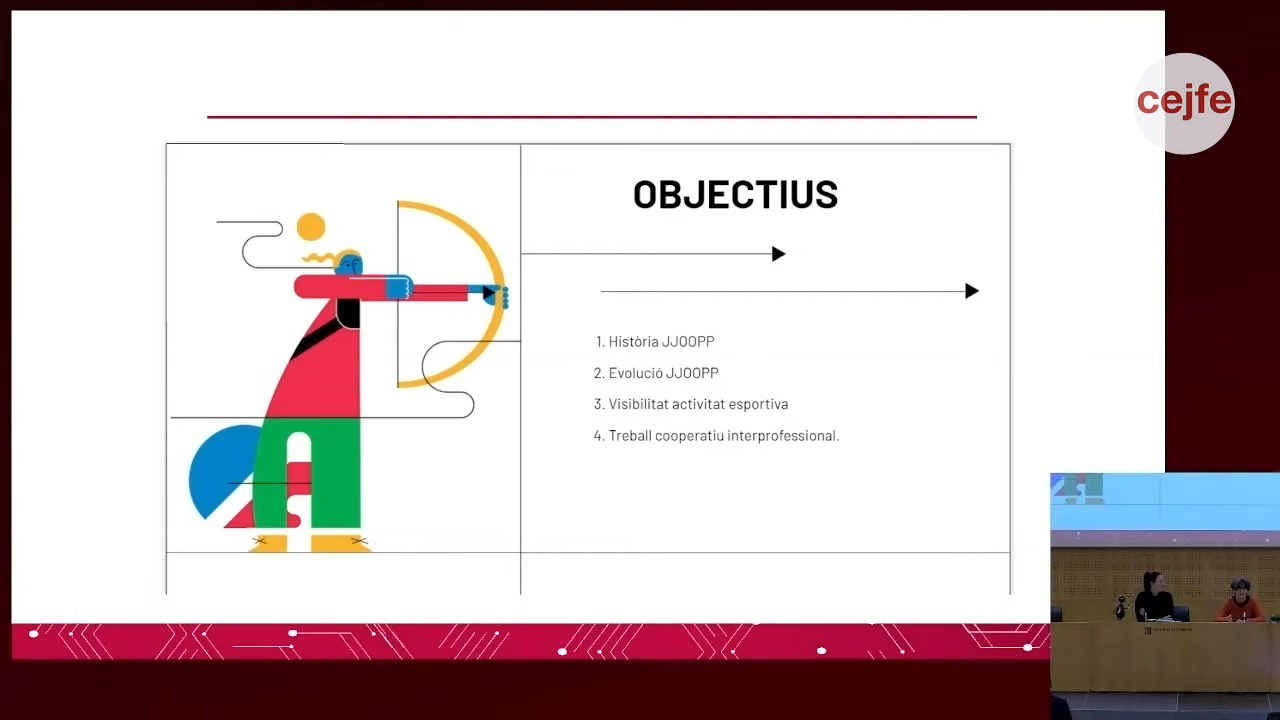 cejfe
OBJECTIUS
1. Història JJOOPP
2. Evolució JJOOPP
3. Visibilitat activitat esportiva
4. Treball cooperatiu interprofessional.